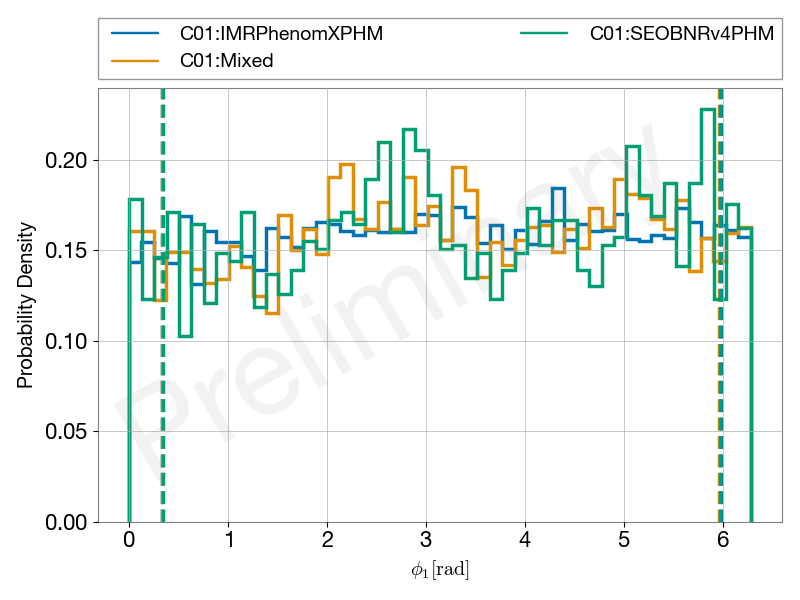 C01:IMRPhenomXPHM
C01:Mixed
C01:SEOBNRv4PHM
Preliminary
Probability Density
0.20
0.15
0.10
0.05
0.00
0 1 2 3 4 5 6
ϕ₁[rad]